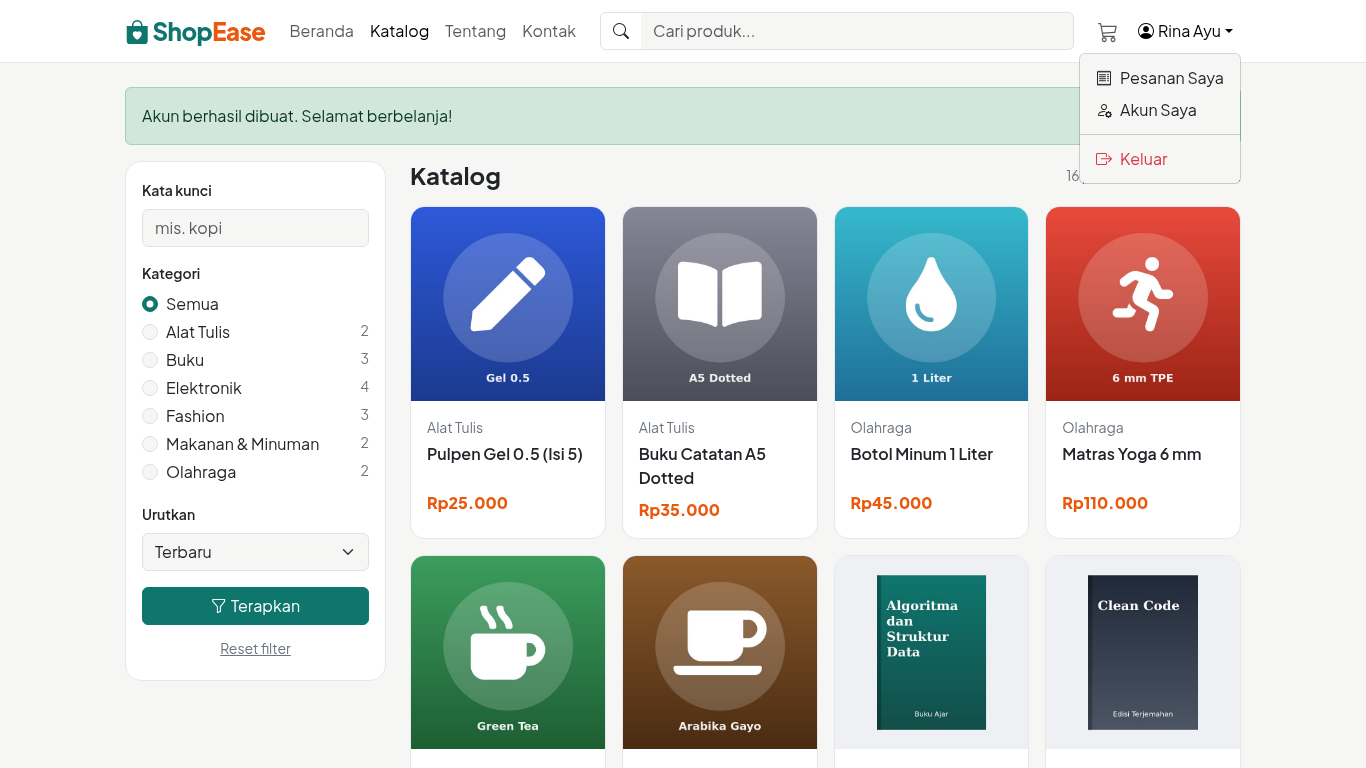 ShopEase
Beranda
Katalog
Tentang
Kontak
Cari produk...
Rina Ayu
Pesanan Saya
Akun Saya
Keluar
Akun berhasil dibuat. Selamat berbelanja!
Kata kunci
mis. kopi
Kategori
Semua
Alat Tulis 2
Buku 3
Elektronik 4
Fashion 3
Makanan & Minuman 2
Olahraga 2
Urutkan
Terbaru
Terapkan
Reset filter
Katalog
16
Gel 0.5
Alat Tulis
Pulpen Gel 0.5 (Isi 5)
Rp25.000
A5 Dotted
Alat Tulis
Buku Catatan A5
Dotted
Rp35.000
1 Liter
Olahraga
Botol Minum 1 Liter
Rp45.000
6 mm TPE
Olahraga
Matras Yoga 6 mm
Rp110.000
Green Tea
Arabika Gayo
Algoritma
dan
Struktur
Data
Buku Ajar
Clean Code
Edisi Terjemahan